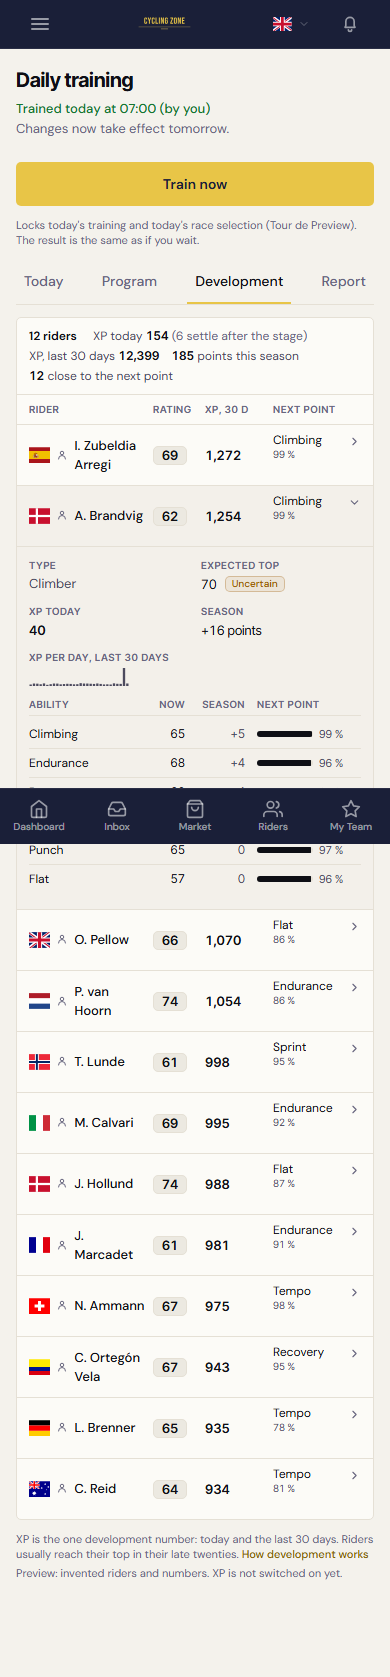 CYCLING ZONE
Daily training
Trained today at 07:00 (by you)
Changes now take effect tomorrow.
Train now
Locks today's training and today's race selection (Tour de Preview).
The result is the same as if you wait.
Today Program Development Report
12 riders XP today 154 (6 settle after the stage)
XP, last 30 days 12,399 185 points this season
12 close to the next point
RIDER RATING XP, 30 D NEXT POINT
I. Zubeldia Arregi 69 1,272 Climbing 99 %
A. Brandvig 62 1,254 Climbing 99 %
TYPE EXPECTED TOP
Climber 70 Uncertain
XP TODAY SEASON
40 +16 points
XP PER DAY, LAST 30 DAYS
ABILITY NOW SEASON NEXT POINT
Climbing 65 +5 99 %
Endurance 68 +4 96 %
Dashboard Inbox Market Riders My Team
Punch 65 0 97 %
Flat 57 0 96 %
O. Pellow 66 1,070 Flat 86 %
P. van Hoorn 74 1,054 Endurance 86 %
T. Lunde 61 998 Sprint 95 %
M. Calvari 69 995 Endurance 92 %
J. Hollund 74 988 Flat 87 %
J. Marcadet 61 981 Endurance 91 %
N. Ammann 67 975 Tempo 98 %
C. Ortegón Vela 67 943 Recovery 95 %
L. Brenner 65 935 Tempo 78 %
C. Reid 64 934 Tempo 81 %
XP is the one development number: today and the last 30 days. Riders
usually reach their top in their late twenties. How development works
Preview: invented riders and numbers. XP is not switched on yet.